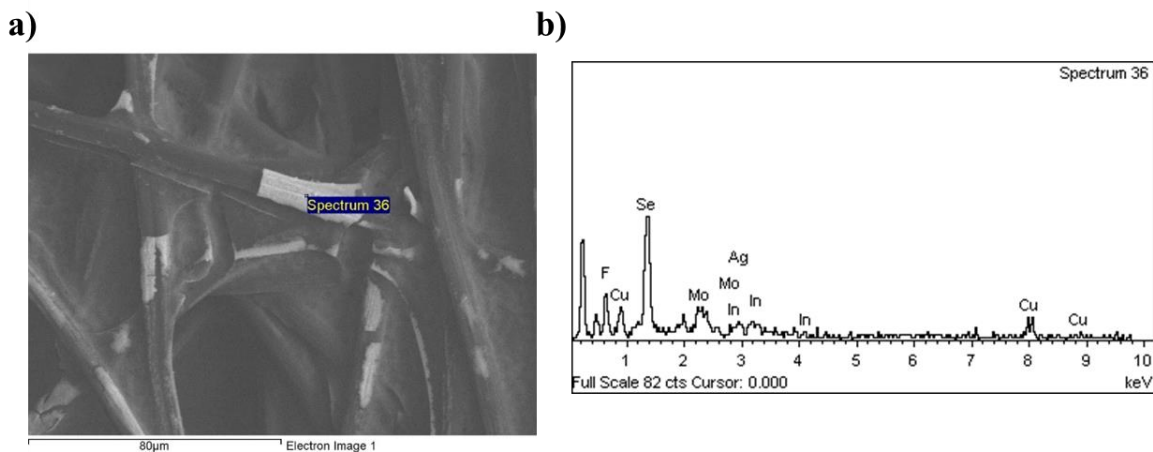 a)
b)
Spectrum 36
80µm
Electron Image 1
Spectrum 36
Se
Ag
F
Mo
Cu
Mo
In
In
In
Cu
Cu
1 2 3 4 5 6 7 8 9 10
Full Scale 82 cts Cursor: 0.000
keV